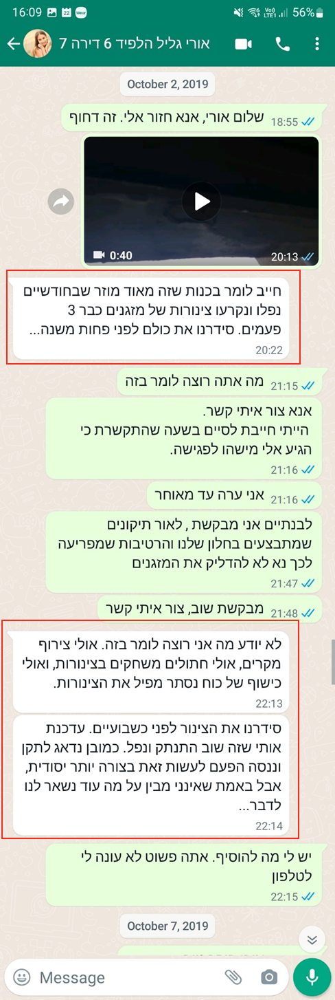 16:09 22 Wear Vo)) LTE1 56%
אורי גליל הלפיד 6 דירה 7
October 2, 2019
שלום אורי, אנא חזור אלי. זה דחוף
18:55
0:40 20:13
חייב לומר בכנות שזה מאוד מוזר שבחודשיים
נפלו ונקרעו צינורות של מזגנים כבר 3
פעמים. סידרנו את כולם לפני פחות משנה...
20:22
מה אתה רוצה לומר בזה
21:15
אנא צור איתי קשר.
הייתי חייבת לסיים בשעה שהתקשרת כי
הגיע אלי מישהו לפגישה.
21:16
אני ערה עד מאוחר
21:16
לבנתיים אני מבקשת , לאור תיקונים
שמתבצעים בחלון שלנו והרטיבות שמפריעה
לכך נא לא להדליק את המזגנים
21:47
מבקשת שוב, צור איתי קשר
21:48
לא יודע מה אני רוצה לומר בזה. אולי צירוף
מקרים, אולי חתולים משחקים בצינורות, ואולי
כישוף של כוח נסתר מפיל את הצינורות.
22:13
סידרנו את הצינור לפני כשבועיים. עדכנת
אותי שזה שוב התנתק ונפל. כמובן נדאג לתקן
וננסה הפעם לעשות זאת בצורה יותר יסודית,
אבל באמת שאינני מבין על מה עוד נשאר לנו
לדבר...
22:14
יש לי מה להוסיף. אתה פשוט לא עונה לי
לטלפון
22:15
October 7, 2019
Message